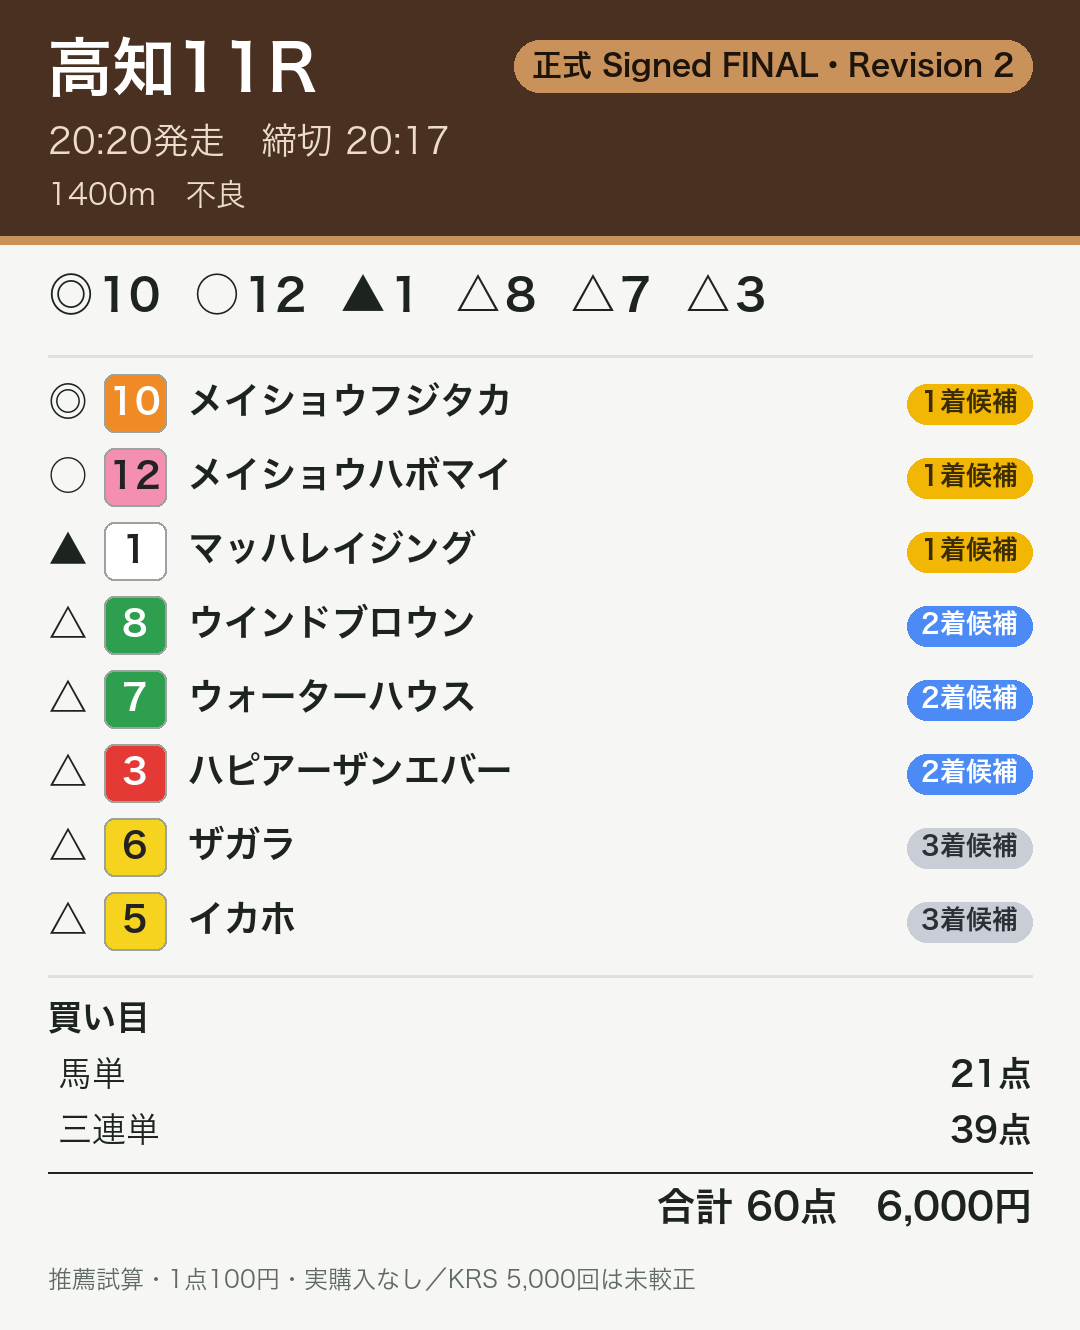 高知11R
正式 Signed FINAL・Revision 2
20:20発走　締切 20:17
1400m　不良
◎10 ○12 ▲1 △8 △7 △3
◎ 10 メイショウフジタカ 1着候補
○ 12 メイショウハボマイ 1着候補
▲ 1 マッハレイジング 1着候補
△ 8 ウインドブロウン 2着候補
△ 7 ウォーターハウス 2着候補
△ 3 ハピアーザンエバー 2着候補
△ 6 ザガラ 3着候補
△ 5 イカホ 3着候補
買い目
馬単 21点
三連単 39点
合計 60点　6,000円
推薦試算・1点100円・実購入なし／KRS 5,000回は未較正